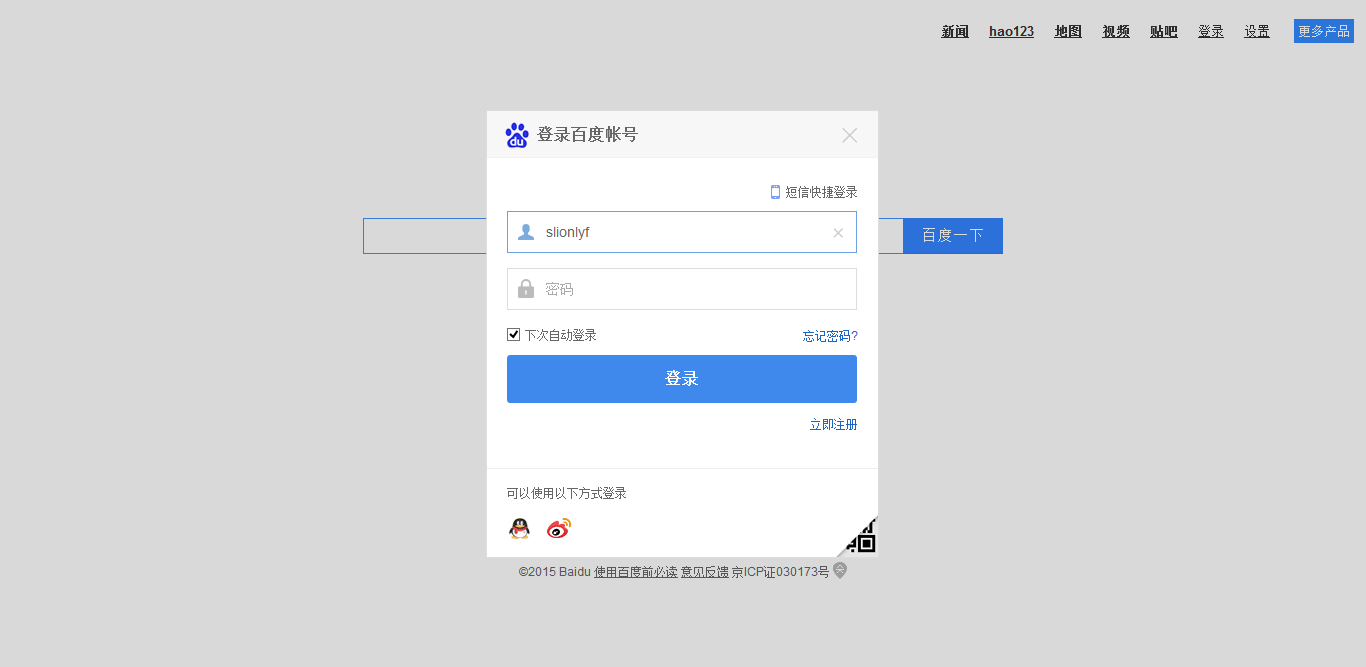 新闻 hao123 地图 视频 贴吧 登录 设置 更多产品
du 登录百度帐号
短信快捷登录
slionlyf
百度一下
密码
下次自动登录 忘记密码?
登录
立即注册
可以使用以下方式登录
©2015 Baidu 使用百度前必读 意见反馈 京ICP证030173号